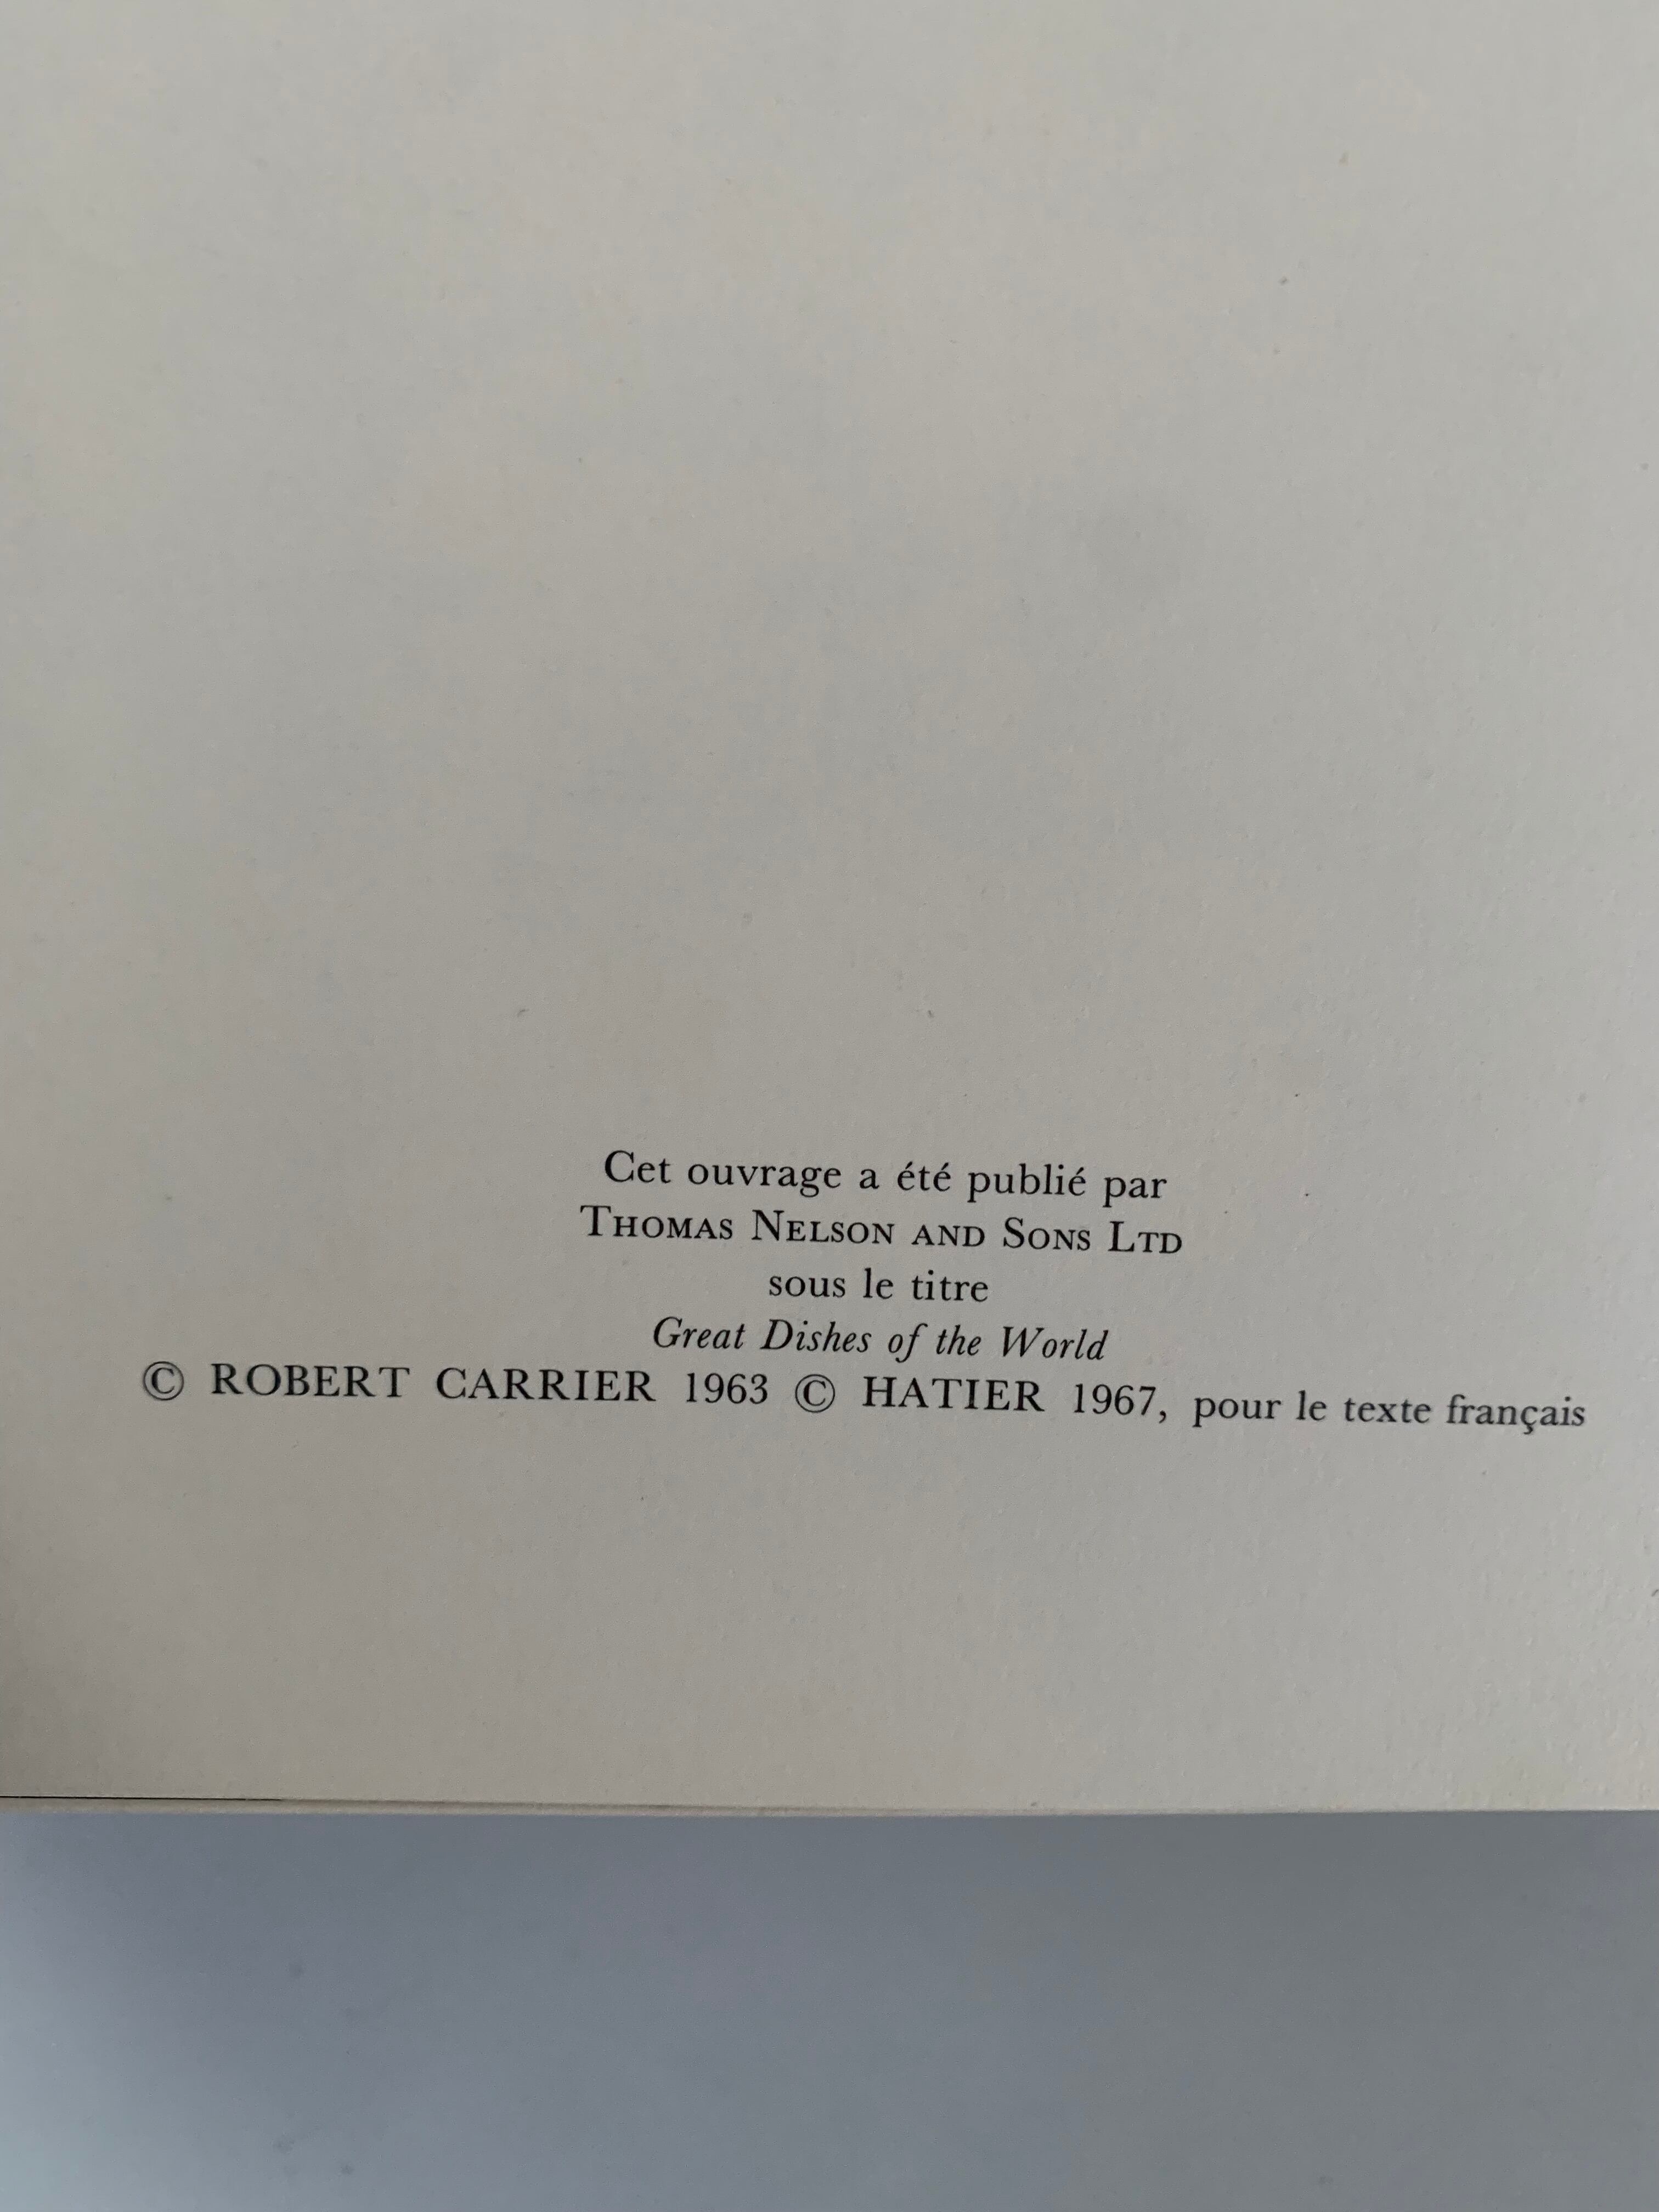 Cet ouvrage a été publié par
THOMAS NELSON AND SONS LTD
sous le titre
Great Dishes of the World
© ROBERT CARRIER 1963 © HATIER 1967, pour le texte français